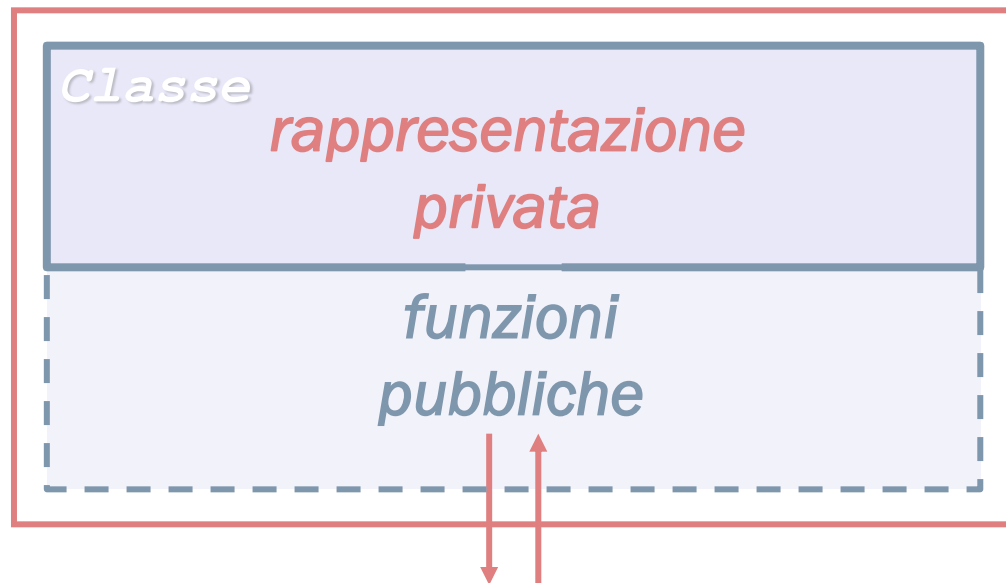 Classe
rappresentazione
privata
funzioni
pubbliche